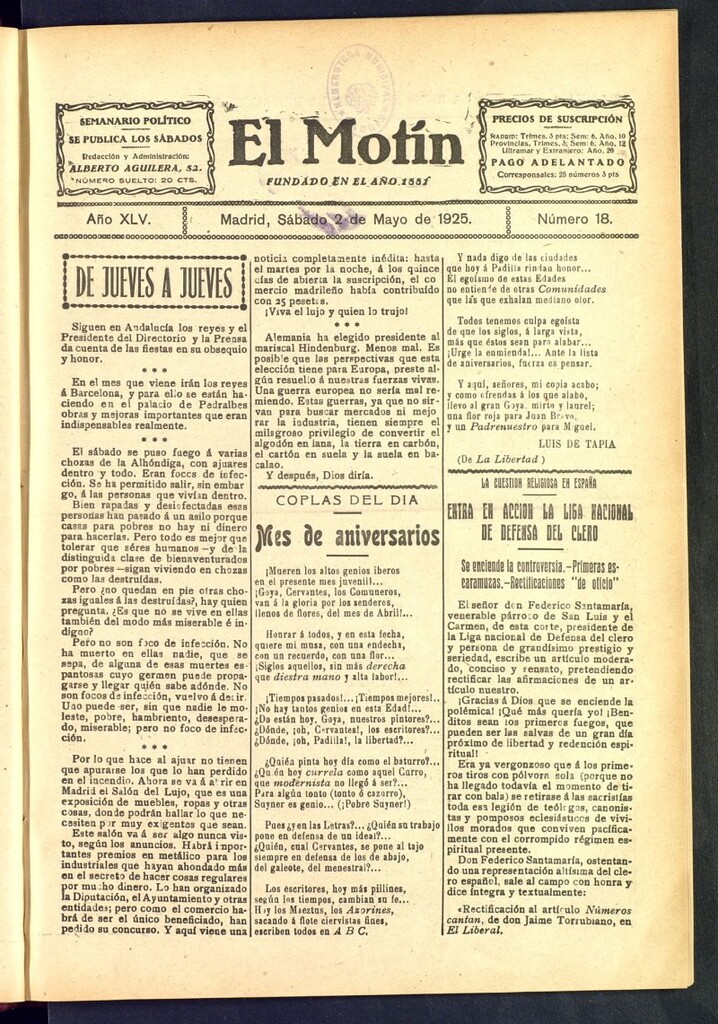 HEMEROTECA MUNICIPAL
SEMANARIO POLÍTICO
SE PUBLICA LOS SÁBADOS
Redacción y Administración:
ALBERTO AGUILERA, 52.
NÚMERO SUELTO: 20 CTS.
El Motín
FUNDADO EN EL AÑO 1881
PRECIOS DE SUSCRIPCIÓN
MADRID: Trimes. 3 pts; Sem: 6, Año. 10
Provincias, Trimes, 3; Sem: 6, Año. 12
Ultramar y Extranjero: Año, 20
PAGO ADELANTADO
Corresponsales: 25 números 3 pts
Año XLV.
Madrid, Sábado 2 de Mayo de 1925.
Número 18.
DE JUEVES A JUEVES
Siguen en Andalucía los reyes y el
Presidente del Directorio y la Prensa
da cuenta de las fiestas en su obsequio
y honor.
* * *
En el mes que viene irán los reyes
á Barcelona, y para ello se están ha-
ciendo en el palacio de Pedralbes
obras y mejoras importantes que eran
indispensables realmente.
* * *
El sábado se puso fuego á varias
chozas de la Alhóndiga, con ajuares
dentro y todo. Eran focos de infec-
ción. Se ha permitido salir, sin embar
go, á las personas que vivían dentro.
Bien rapadas y desinfectadas esas
personas han pasado á un asilo porque
casas para pobres no hay ni dinero
para hacerlas. Pero todo es mejor que
tolerar que séres humanos—y de la
distinguida clase de bienaventurados
por pobres—sigan viviendo en chozas
como las destruídas.
Pero ¿no quedan en pie otras cho-
zas iguales á las destruídas?, hay quien
pregunta. ¿Es que no se vive en ellas
también del modo más miserable é in-
digno?
Pero no son foco de infección. No
ha muerto en ellas nadie, que se
sepa, de alguna de esas muertes es-
pantosas cuyo germen puede propa-
garse y llegar quién sabe adónde. No
son focos de infección, vuelvo á decir.
Uno puede ser, sin que nadie le mo-
leste, pobre, hambriento, desespera-
do, miserable; pero no foco de infec-
ción.
* * *
Por lo que hace al ajuar no tienen
que apurarse los que lo han perdido
en el incendio. Ahora se va á abrir en
Madrid el Salón del Lujo, que es una
exposición de muebles, ropas y otras
cosas, donde podrán hallar lo que ne-
cesiten por muy exigentes que sean.
Este salón va á ser algo nunca vis-
to, según los anuncios. Habrá impor-
tantes premios en metálico para los
industriales que hayan ahondado más
en el secreto de hacer cosas regulares
por mucho dinero. Lo han organizado
la Diputación, el Ayuntamiento y otras
entidades; pero como el comercio ha-
brá de ser el único beneficiado, han
pedido su concurso. Y aquí viene una
noticia completamente inédita: hasta
el martes por la noche, á los quince
días de abierta la suscrición, el co
mercio madrileño había contribuído
con 25 pesetas.
¡Viva el lujo y quien lo trujo!
* * *
Alemania ha elegido presidente al
mariscal Hindenburg. Menos mal. Es
posible que las perspectivas que esta
elección tiene para Europa, preste al-
gún resuello á nuestras fuerzas vivas.
Una guerra europea no sería mal re-
miendo. Estas guerras, ya que no sir-
van para buscar mercados ni mejo
rar la industria, tienen siempre el
milagroso privilegio de convertir el
algodón en lana, la tierra en carbón,
el cartón en suela y la suela en ba-
calao.
Y después, Dios diría.
COPLAS DEL DIA
Mes de aniversarios
¡Mueren los altos genios iberos
en el presente mes juvenil!...
¡Goya, Cervantes, los Comuneros,
van á la gloria por los senderos,
llenos de flores, del mes de Abril!...
Honrar á todos, y en esta fecha,
quiere mi musa, con una endecha,
con un recuerdo, con una flor...
¡Siglos aquellos, sin más derecha
que diestra mano y alta labor!...
¡Tiempos pasados!... ¡Tiempos mejores!..
¡No hay tantos genios en esta Edad!...
¿Do están hoy, Goya, nuestros pintores?...
¿Dónde, ¡oh, Cervantes!, los escritores?...
¿Dónde, ¡oh, Padilla!, la libertad?...
¿Quién pinta hoy día como el baturro?...
¿Quién hoy currela como aquel Curro,
que modernista no llegó á ser?...
Para algún tonto (tonto ó cazurro),
Suyner es genio... (¡Pobre Suyner!)
Pues ¿y en las Letras?... ¿Quién su trabajo
pone en defensa de un ideal?...
¿Quién, cual Cervantes, se pone al tajo
siempre en defensa de los de abajo,
del galeote, del menestral?...
Los escritores, hoy más pillines,
según los tiempos, cambian su fe...
Hoy los Maeztus, los Azorines,
sacando á flote ciervistas fines,
escriben todos en A B C.
Y nada digo de las ciudades
que hoy á Padilla rindan honor...
El egoísmo de estas Edades
no entiende de otras Comunidades
que las que exhalan mediano olor.
Todos tenemos culpa egoísta
de que los siglos, á larga vista,
más que éstos sean para alabar...
¡Urge la enmienda!... Ante la lista
de aniversarios, fuerza es pensar.
Y aquí, señores, mi copia acabo;
y como ofrendas á los que alabo,
llevo al gran Goya, mirto y laurel;
una flor roja para Juan Bravo,
y un Padrenuestro para Miguel.
LUIS DE TAPIA
(De La Libertad)
LA CUESTION RELIGIOSA EN ESPAÑA
ENTRA EN ACCION LA LIGA NACIONAL
DE DEFENSA DEL CLERO
Se enciende la controversia.-Primeras es-
caramuzas.-Rectificaciones "de oficio"
El señor don Federico Santamaría,
venerable párroco de San Luis y el
Carmen, de esta corte, presidente de
la Liga nacional de Defensa del clero
y persona de grandísimo prestigio y
seriedad, escribe un artículo modera-
do, conciso y rensato, pretendiendo
rectificar las afirmaciones de un ar-
tículo nuestro.
¡Gracias á Dios que se enciende la
polémica! ¡Qué más quería yo! ¡Ben-
ditos sean los primeros fuegos, que
pueden ser las salvas de un gran día
próximo de libertad y redención espi-
ritual!
Era ya vergonzoso que á los prime-
ros tiros con pólvora sola (porque no
ha llegado todavía el momento de ti-
rar con bala) se retirase á las sacristías
toda esa legión de teólogos, canonis-
tas y pomposos eclesiásticos de vivi-
llos morados que conviven pacífica-
mente con el corrompido régimen es-
piritual presente.
Don Federico Santamaría, ostentan-
do una representación altísima del cle-
ro español, sale al campo con honra y
dice íntegra y textualmente:
«Rectificación al artículo Números
cantan, de don Jaime Torrubiano, en
El Liberal.